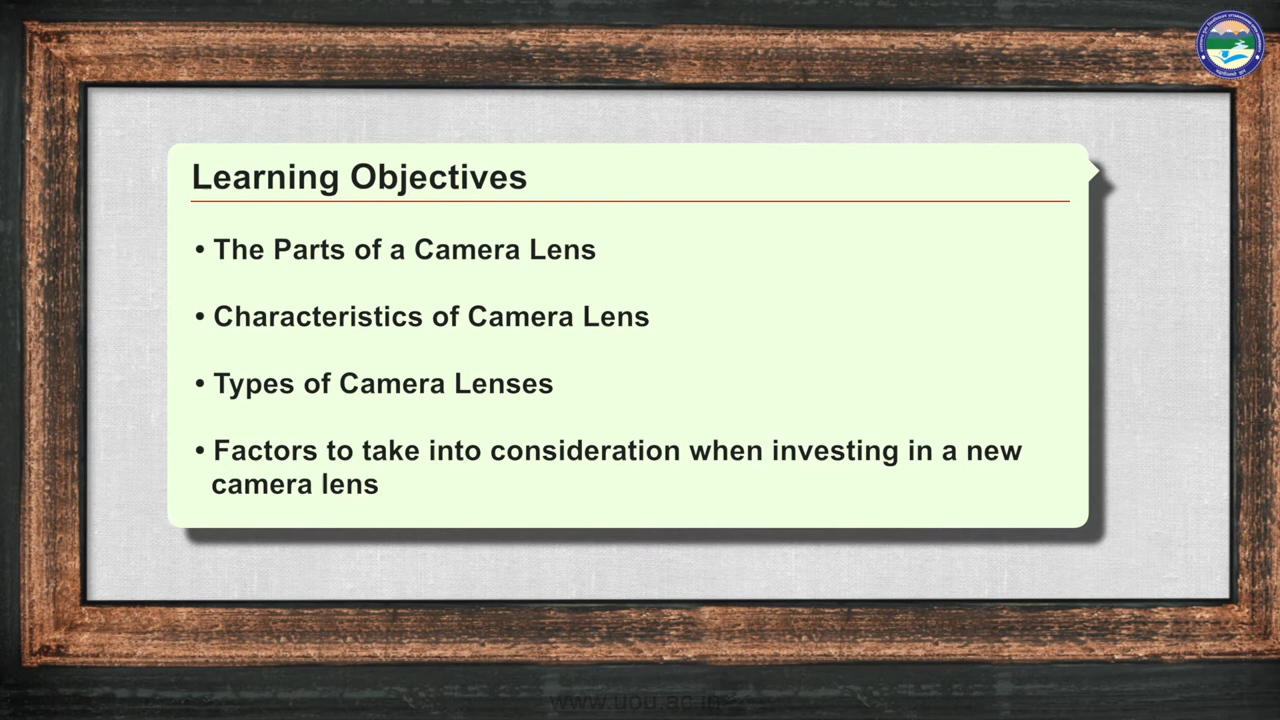 Learning Objectives
• The Parts of a Camera Lens
• Characteristics of Camera Lens
• Types of Camera Lenses
• Factors to take into consideration when investing in a new
camera lens
www.uou.ac.in